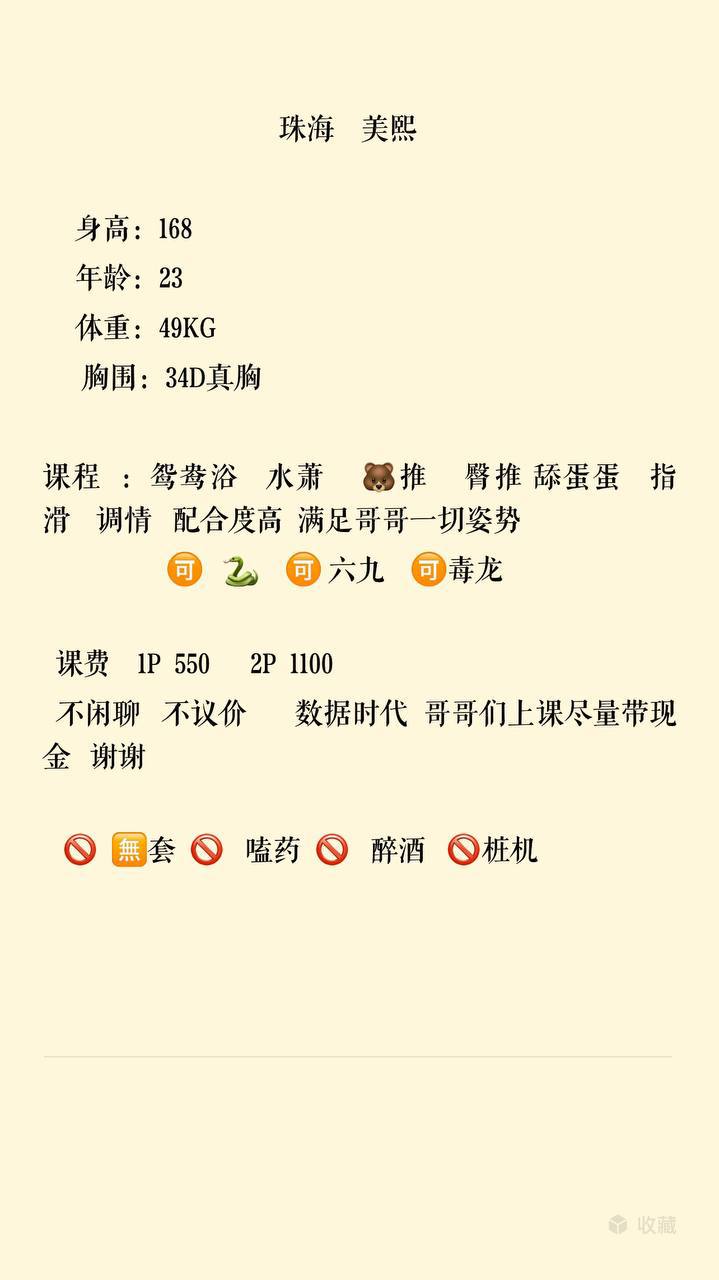 珠海 美熙
身高：168
年龄：23
体重：49KG
胸围：34D真胸
课程 ：鸳鸯浴 水萧 🐻推 臀推 舔蛋蛋 指
滑 调情 配合度高 满足哥哥一切姿势
🉑 🐍 🉑 六九 🉑毒龙
课费 1P 550 2P 1100
不闲聊 不议价 数据时代 哥哥们上课尽量带现
金 谢谢
🚫 🈚套 🚫 嗑药 🚫 醉酒 🚫桩机
收藏